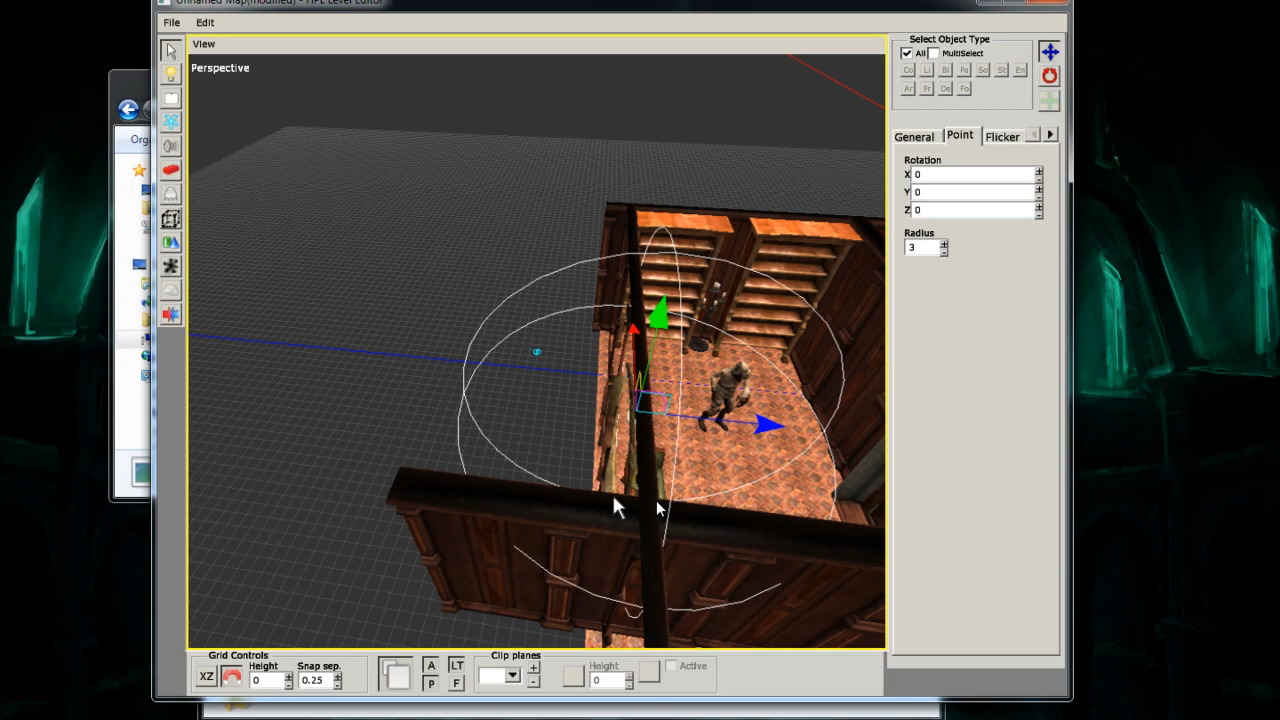 Unnamed Map(modified) - HPL Level Editor
File Edit
View
Perspective
Select Object Type
All MultiSelect
Co Li Bi Pa So St En
Ar Pr De Fo
General Point Flicker
Rotation
X 0
Y 0
Z 0
Radius
3
Orga
Grid Controls
Height Snap sep.
XZ 0 0.25
A LT
P F
Clip planes
+
-
Height
0
Active